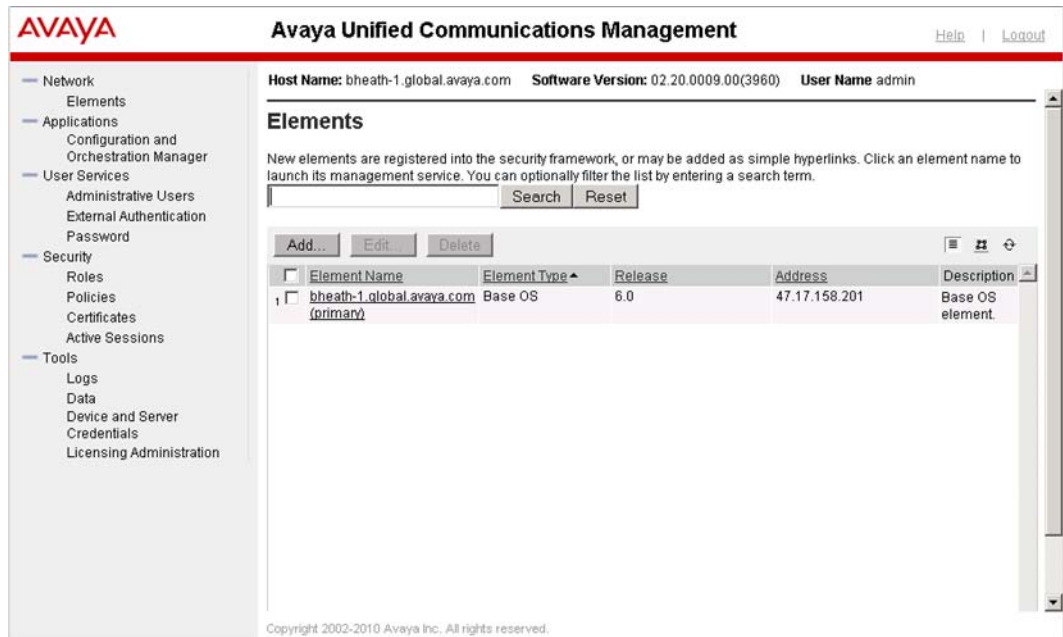 AVAYA
Avaya Unified Communications Management
Help | Logout
Network
Elements
Applications
Configuration and
Orchestration Manager
User Services
Administrative Users
External Authentication
Password
Security
Roles
Policies
Certificates
Active Sessions
Tools
Logs
Data
Device and Server
Credentials
Licensing Administration
Host Name: bheath-1.global.avaya.com Software Version: 02.20.0009.00(3960) User Name admin
Elements
New elements are registered into the security framework, or may be added as simple hyperlinks. Click an element name to
launch its management service. You can optionally filter the list by entering a search term.
Search Reset
Add... Edit... Delete
Element Name Element Type Release Address Description
1 bheath-1.global.avaya.com Base OS 6.0 47.17.158.201 Base OS
(primary) element.
Copyright 2002-2010 Avaya Inc. All rights reserved.